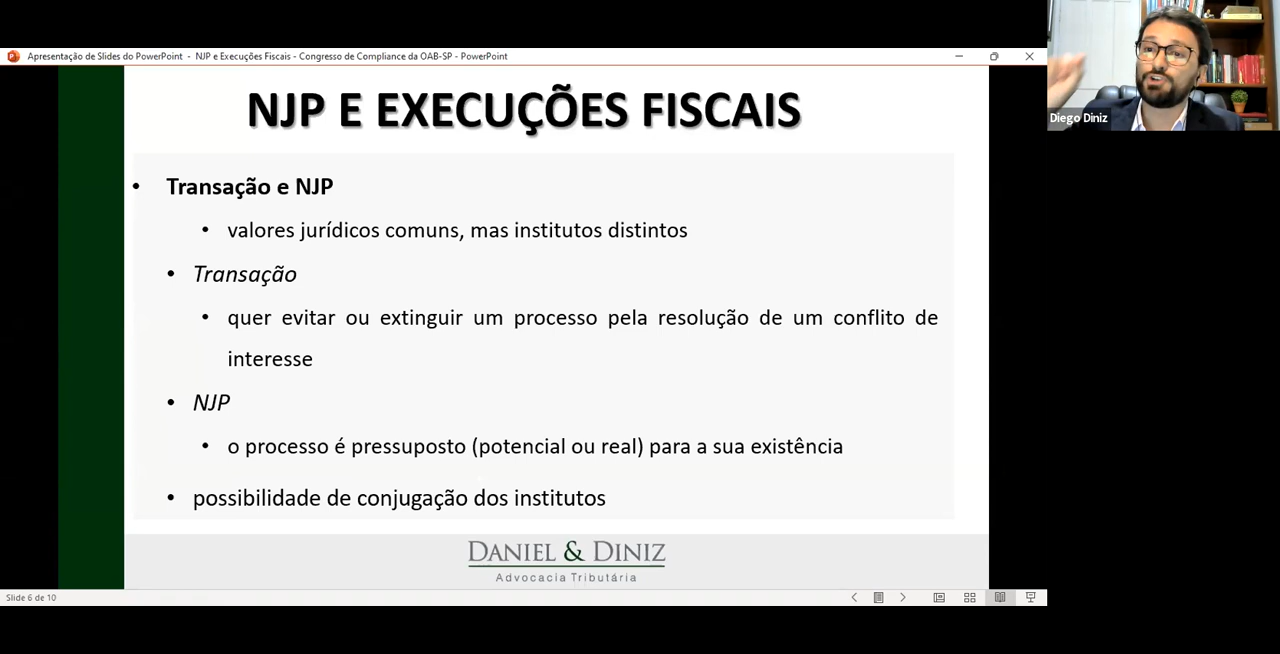 Apresentação de Slides do PowerPoint - NJP e Execuções Fiscais - Congresso de Compliance da OAB-SP - PowerPoint
Diego Diniz
NJP E EXECUÇÕES FISCAIS
• Transação e NJP
• valores jurídicos comuns, mas institutos distintos
• Transação
• quer evitar ou extinguir um processo pela resolução de um conflito de
interesse
• NJP
• o processo é pressuposto (potencial ou real) para a sua existência
• possibilidade de conjugação dos institutos
DANIEL & DINIZ
Advocacia Tributária
Slide 6 de 10